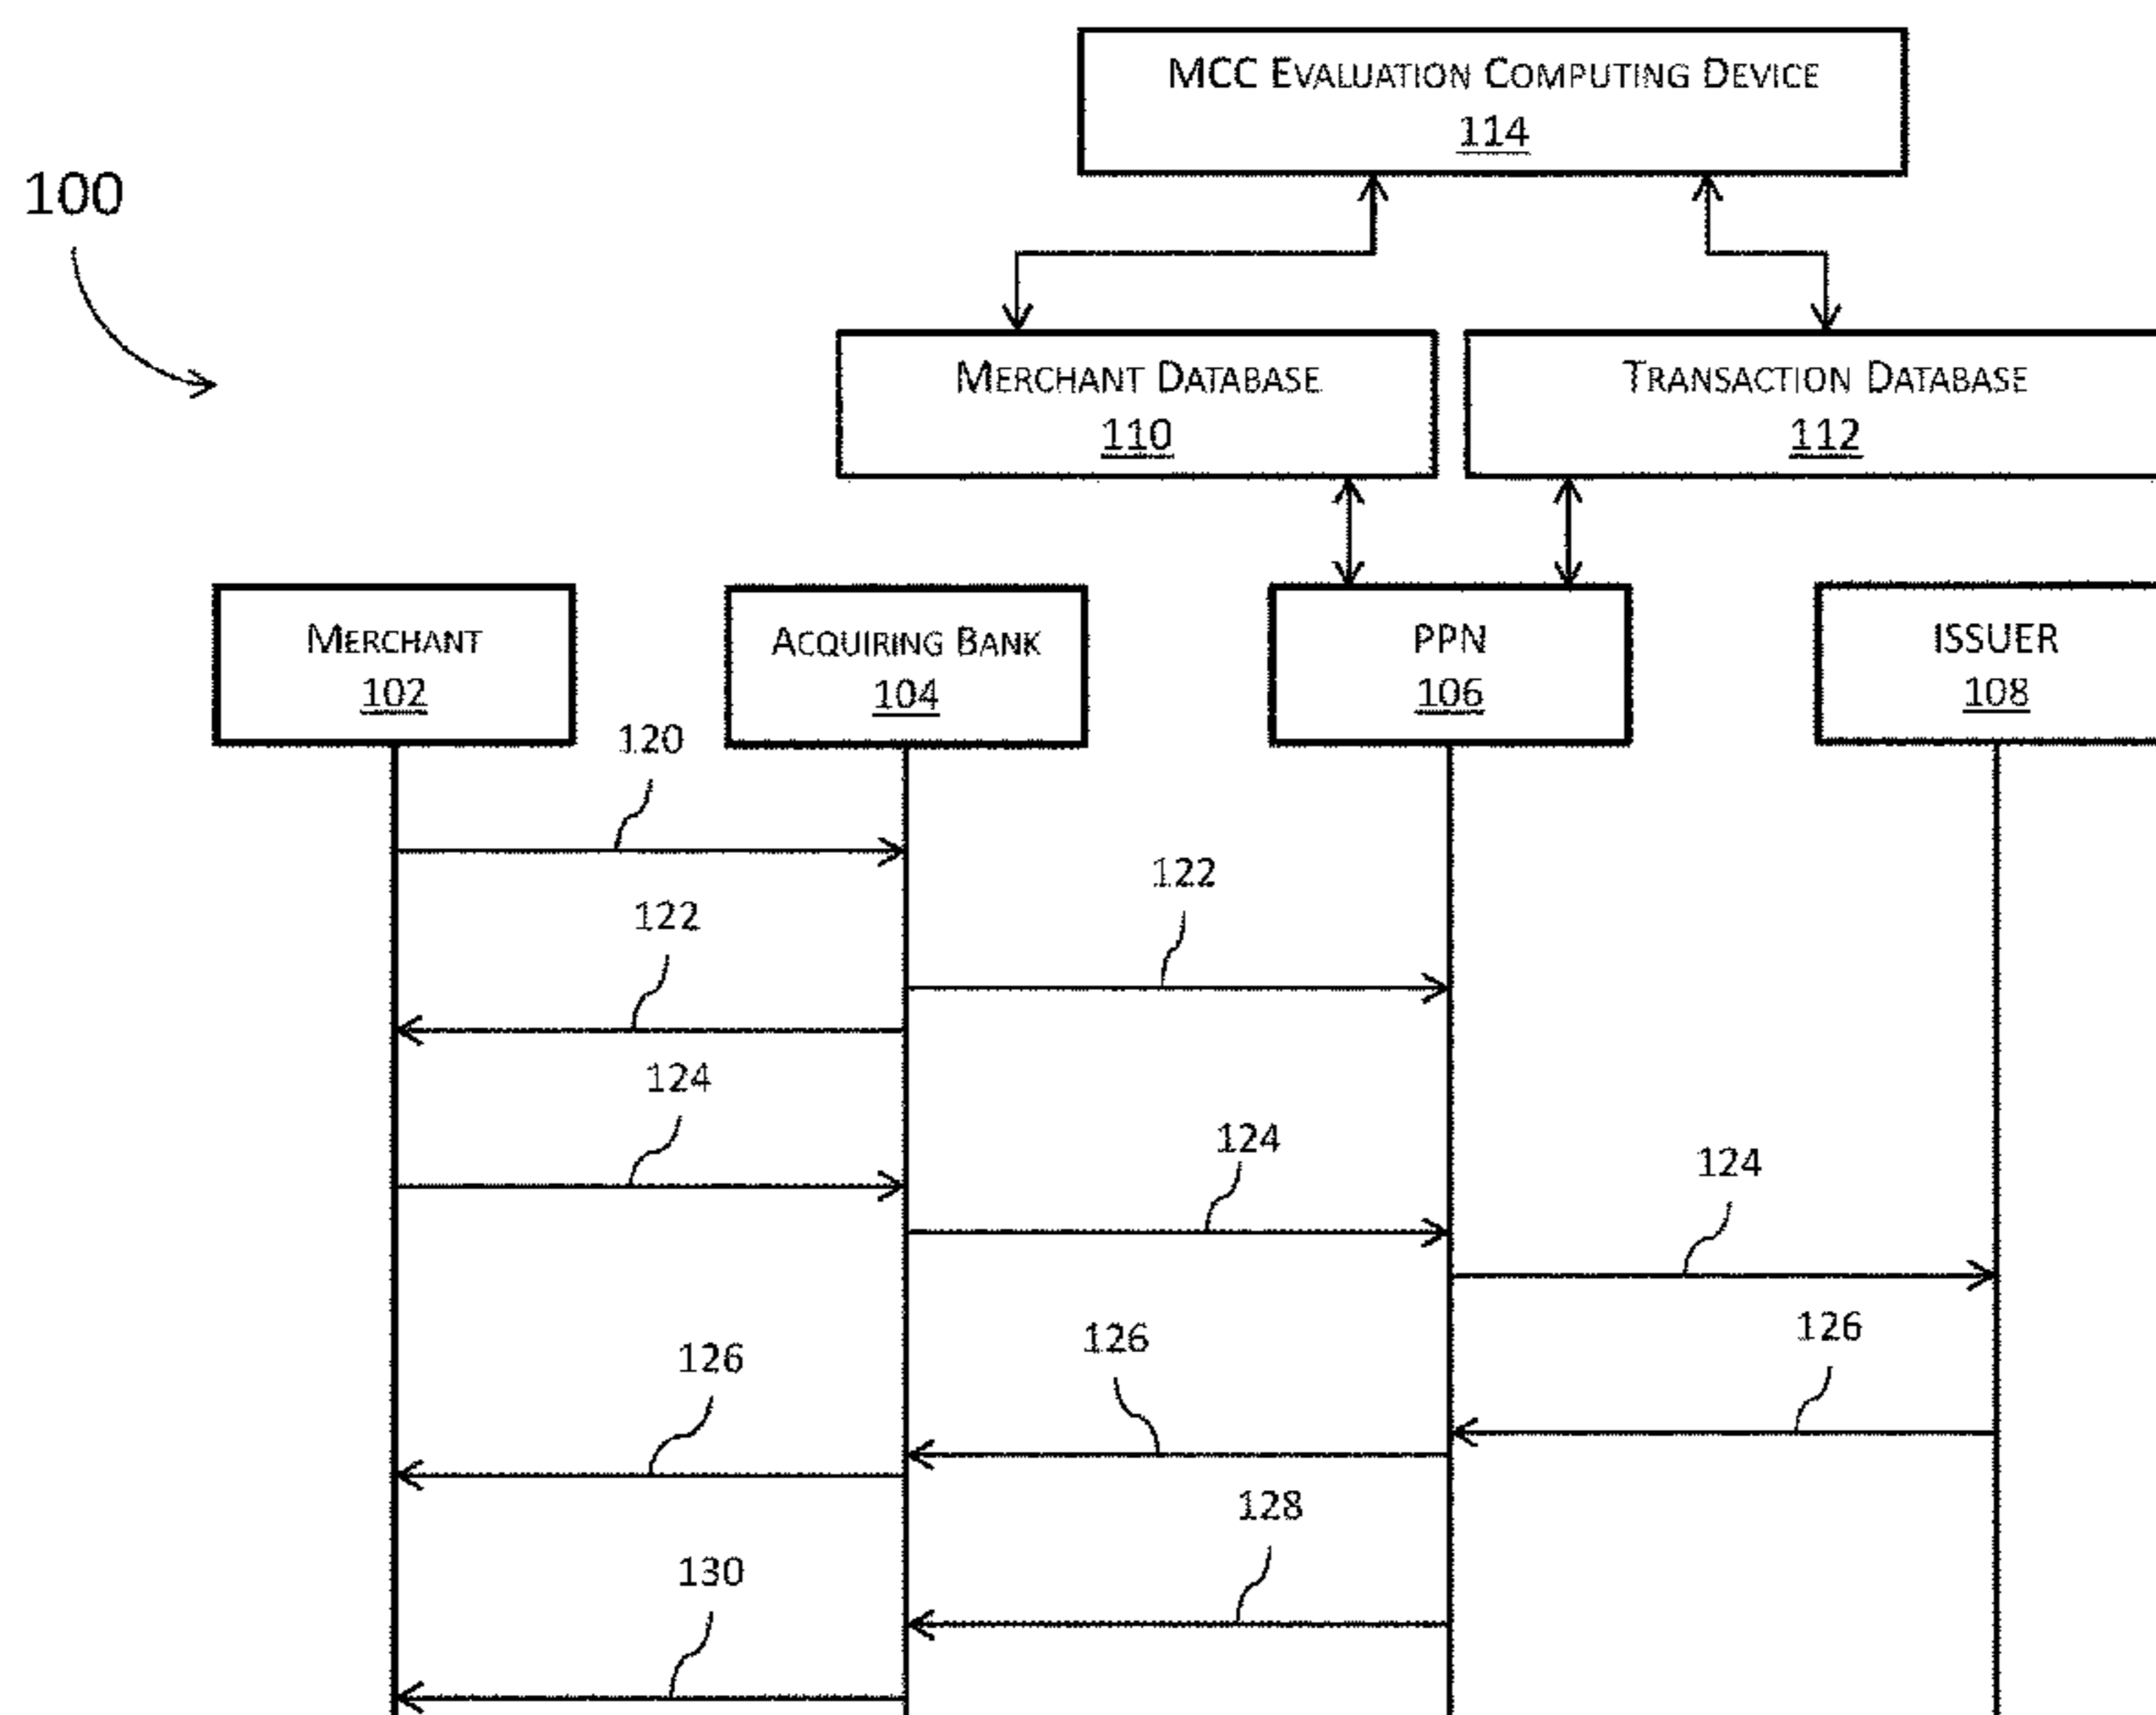 MCC EVALUATION COMPUTING DEVICE
114
100
MERCHANT DATABASE
110
TRANSACTION DATABASE
112
MERCHANT
102
ACQUIRING BANK
104
PPN
106
ISSUER
108
120
122
122
124
124
124
126
126
126
128
130